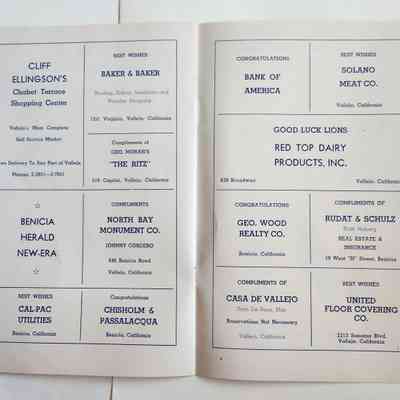 CLIFF
ELLINGSON'S
Chabot Terrace
Shopping Center
Vallejo's Most Complete
Self Service Market
Free Delivery To Any Part of Vallejo
BEST WISHES
BAKER & BAKER
Vallejo, California
Compliments of
GEO. MORAN'S
"THE RITZ"
Capitol, Vallejo, California
☆
BENICIA
HERALD
NEW-ERA
☆
COMPLIMENTS
NORTH BAY
MONUMENT CO.
JOHNNY CORDERO
Benicia Road
Vallejo, California
BEST WISHES
CAL-PAC
UTILITIES
Benicia, California
Congratulations
CHISHOLM &
PASSALACQUA
Benicia, California
CONGRATULATIONS
BANK OF
AMERICA
BEST WISHES
SOLANO
MEAT CO.
Vallejo, California
GOOD LUCK LIONS
RED TOP DAIRY
PRODUCTS, INC.
Broadway
Vallejo, California
CONGRATULATIONS
GEO. WOOD
REALTY CO.
Benicia, California
COMPLIMENTS OF
RUDAT & SCHULZ
REAL ESTATE &
INSURANCE
Benicia
COMPLIMENTS OF
CASA DE VALLEJO
Reservations Not Necessary
Vallejo, California
BEST WISHES
UNITED
FLOOR COVERING
CO.
Vallejo, California